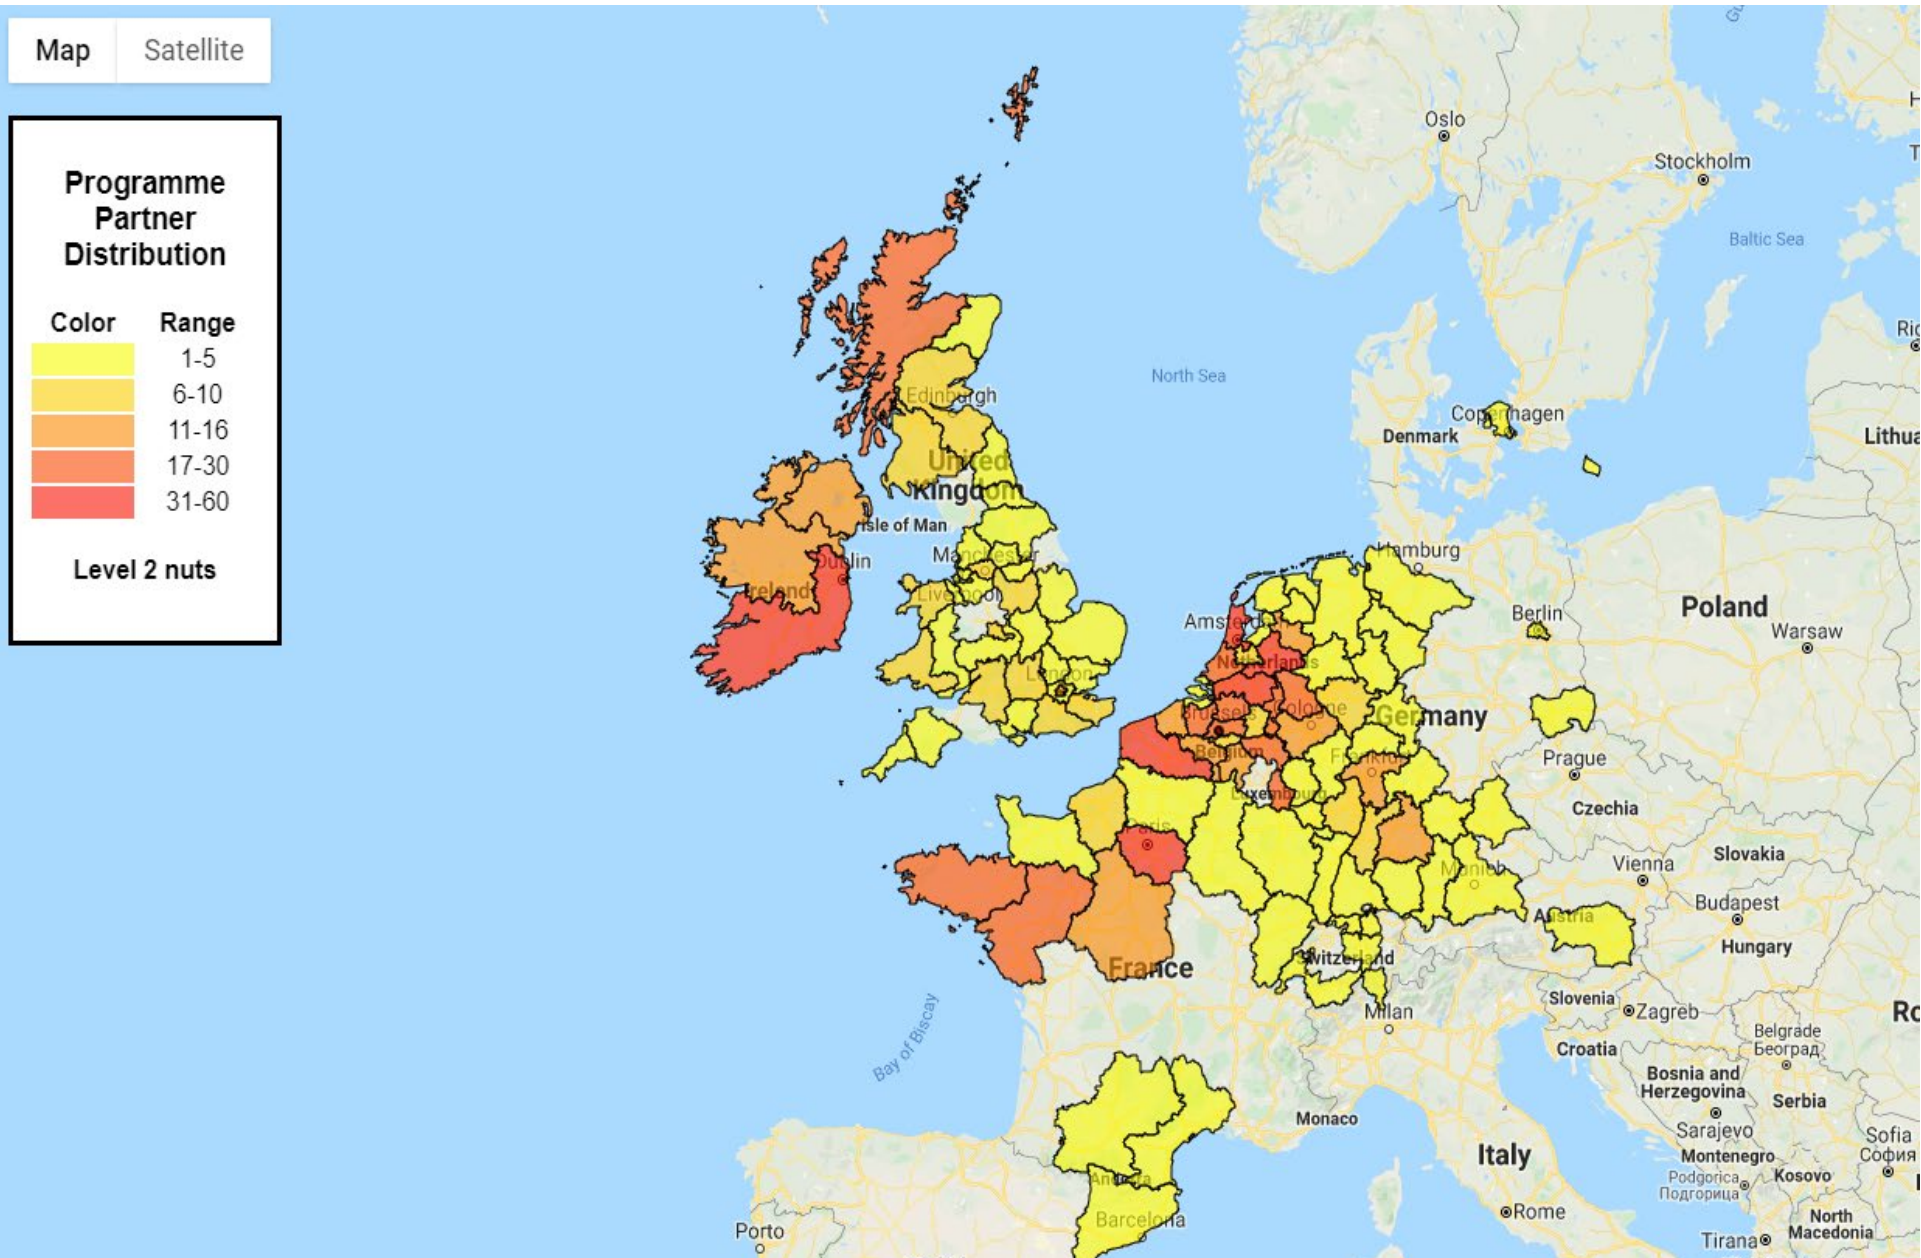 Map
Satellite
Programme
Partner
Distribution
Color Range
1-5
6-10
11-16
17-30
31-60
Level 2 nuts
Oslo
Stockholm
Baltic Sea
North Sea
Edinburgh
Copenhagen
Denmark
United
Kingdom
Isle of Man
Dublin
Manchester
Ireland
Liverpool
Hamburg
Berlin
Poland
Warsaw
Amsterdam
Netherlands
London
Brussels
Cologne
Germany
Belgium
Frankfurt
Prague
Luxembourg
Czechia
Paris
Slovakia
Munich
Vienna
Budapest
Austria
Hungary
France
Switzerland
Slovenia
Zagreb
Milan
Bay of Biscay
Belgrade
Београд
Croatia
Bosnia and
Herzegovina
Serbia
Monaco
Sarajevo
Sofia
София
Montenegro
Italy
Podgorica
Подгорица
Kosovo
Andorra
Barcelona
Porto
Rome
North
Macedonia
Tirana